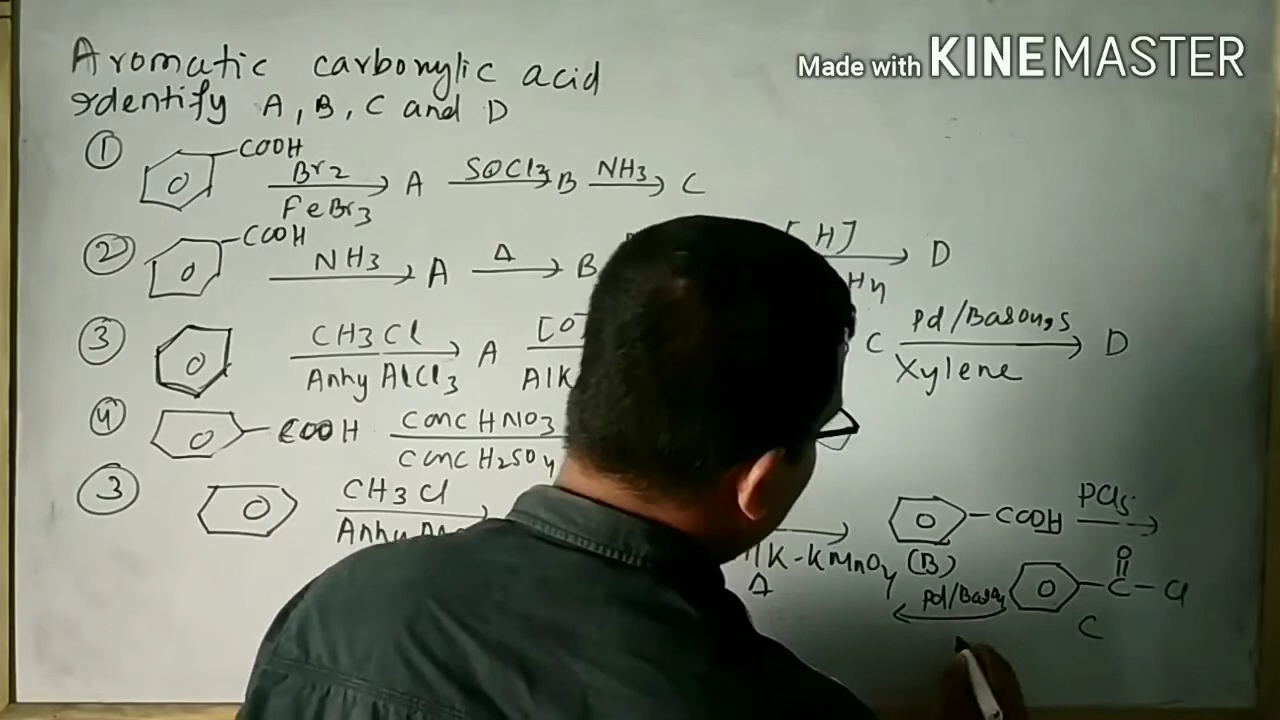 Made with KINEMASTER
Aromatic carboxylic acid
Identify A, B, C and D
① COOH Br2 FeBr3 A SOCl2 B NH3 C
② COOH NH3 A Δ B [H] D
③ CH3Cl Anhy AlCl3 A [O] AlK C Pd/BaSO4,S Xylene D
④ COOH Conc HNO3 Conc H2SO4
③ CH3Cl Anhy AlK-KMnO4 Δ COOH (B) PCl5
Pd/BaSO4 O C-Cl
C